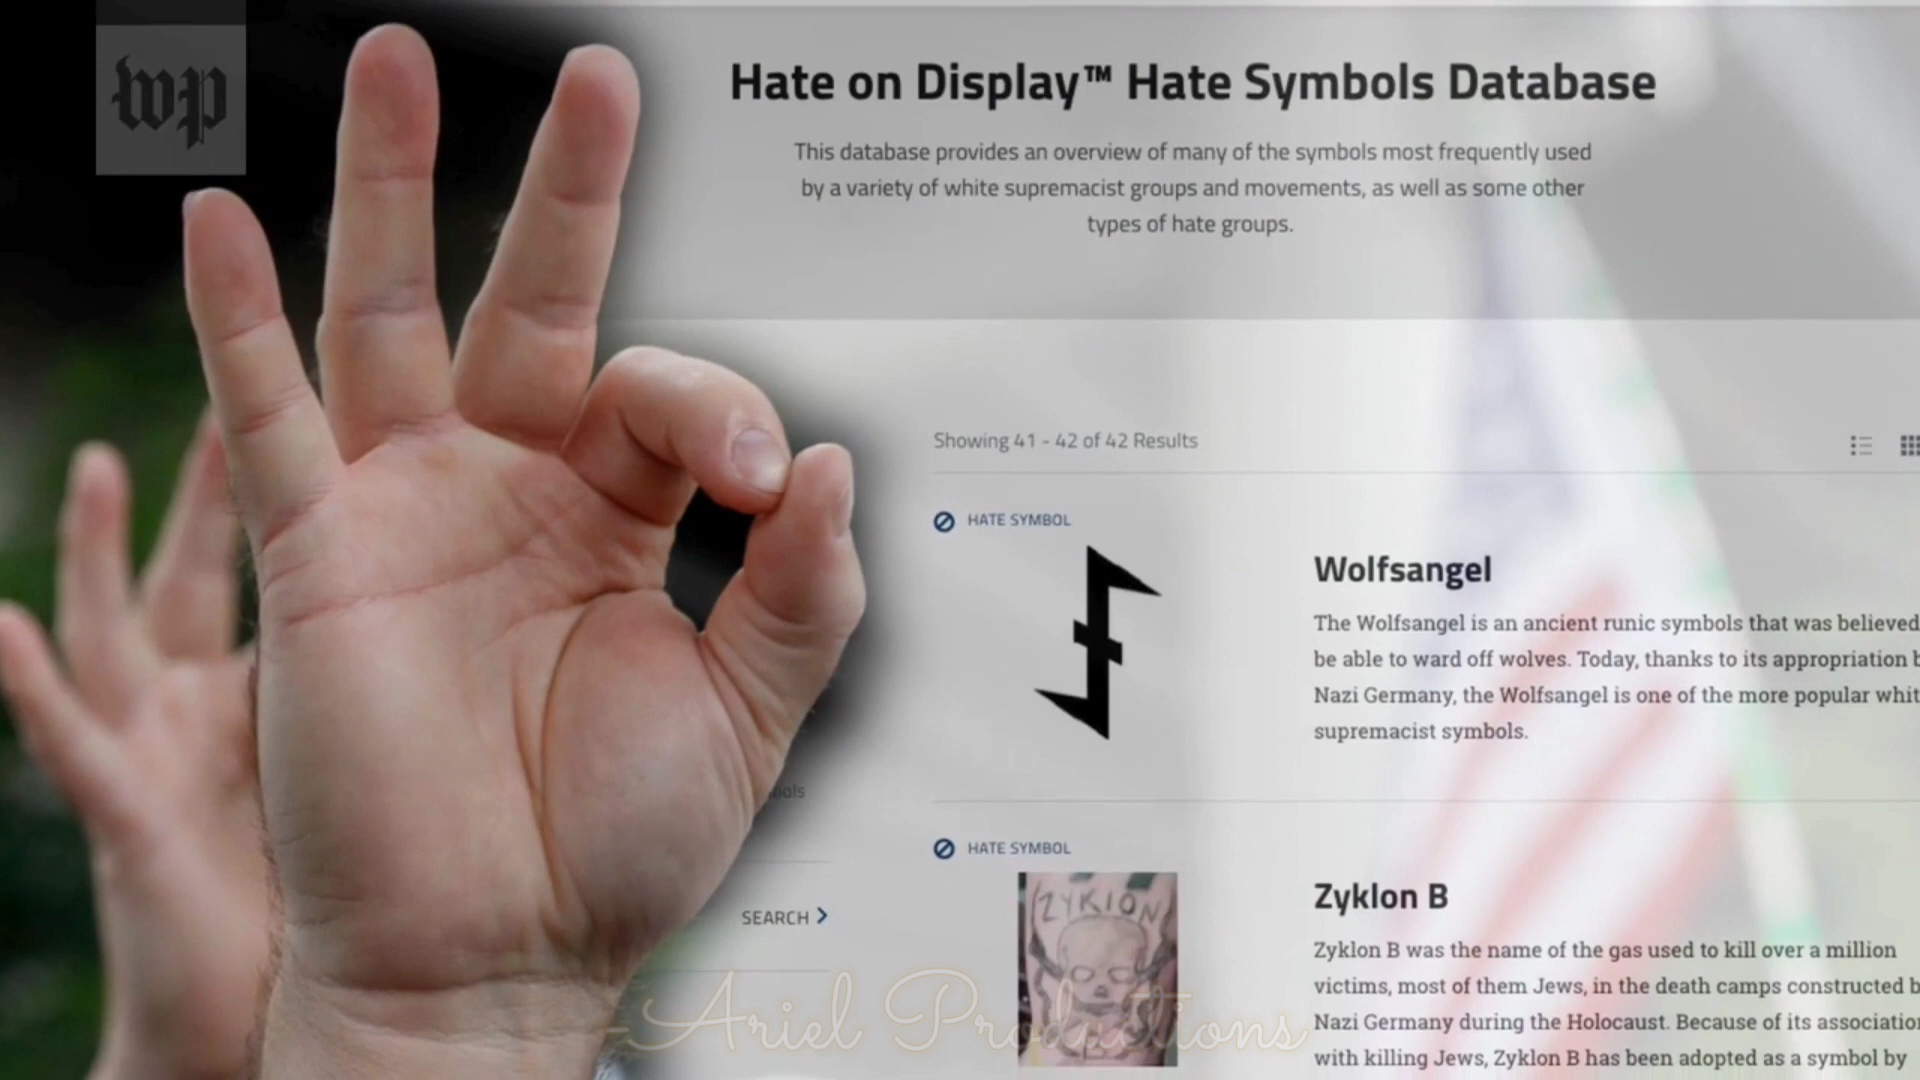 wp
Hate on Display™ Hate Symbols Database
This database provides an overview of many of the symbols most frequently used
by a variety of white supremacist groups and movements, as well as some other
types of hate groups.
Showing 41 - 42 of 42 Results
HATE SYMBOL
Wolfsangel
The Wolfsangel is an ancient runic symbols that was believed
be able to ward off wolves. Today, thanks to its appropriation
Nazi Germany, the Wolfsangel is one of the more popular
supremacist symbols.
SEARCH
HATE SYMBOL
ZYKLON
B
Zyklon B
Zyklon B was the name of the gas used to kill over a million
victims, most of them Jews, in the death camps constructed
Nazi Germany during the Holocaust. Because of its
with killing Jews, Zyklon B has been adopted as a symbol by
-Ariel Productions